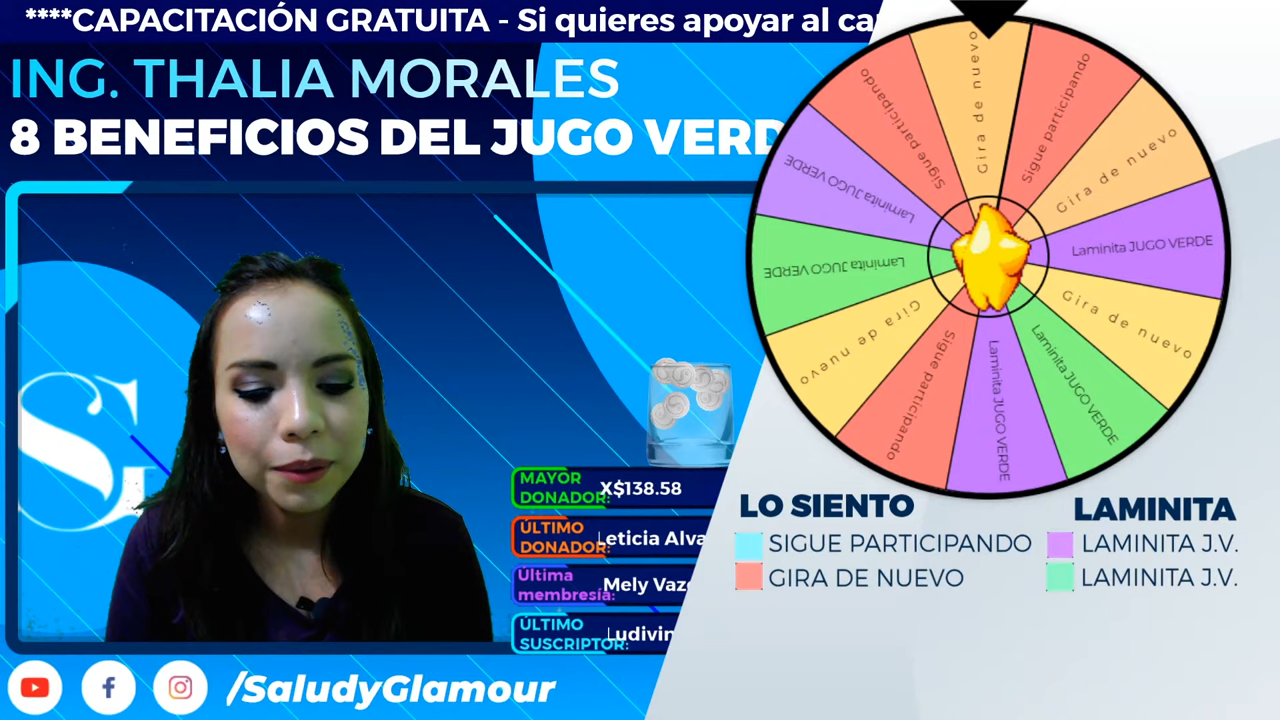 ****CAPACITACIÓN GRATUITA - Si quieres apoyar al ca
ING. THALIA MORALES
8 BENEFICIOS DEL JUGO VERD
SG
MAYOR DONADOR:
X$138.58
ÚLTIMO DONADOR:
Leticia Alva
Última membresía:
Mely Vaz
ÚLTIMO SUSCRIPTOR:
Ludivin
/SaludyGlamour
Gira de nuevo
Sigue participando
Gira de nuevo
Laminita JUGO VERDE
Gira de nuevo
Laminita JUGO VERDE
Laminita JUGO VERDE
Sigue participando
Gira de nuevo
Laminita JUGO VERDE
Laminita JUGO VERDE
Sigue participando
LO SIENTO
SIGUE PARTICIPANDO
GIRA DE NUEVO
LAMINITA
LAMINITA J.V.
LAMINITA J.V.